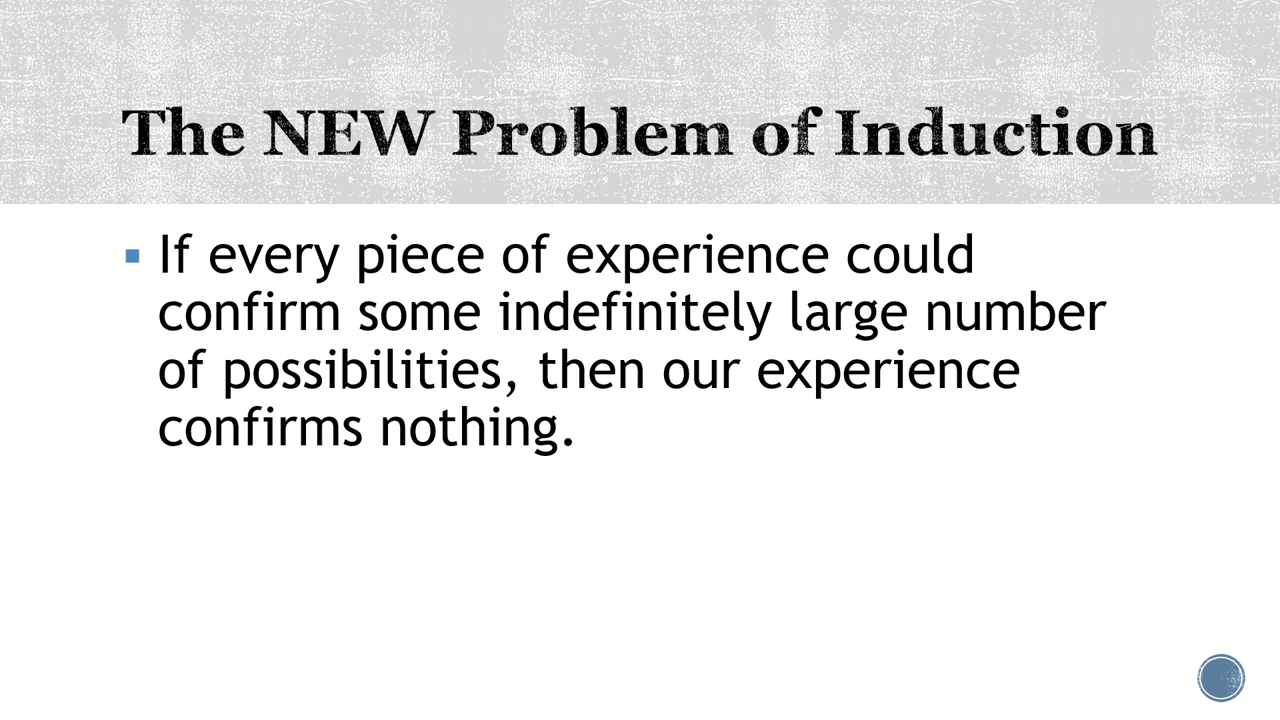 The NEW Problem of Induction
▪ If every piece of experience could
confirm some indefinitely large number
of possibilities, then our experience
confirms nothing.